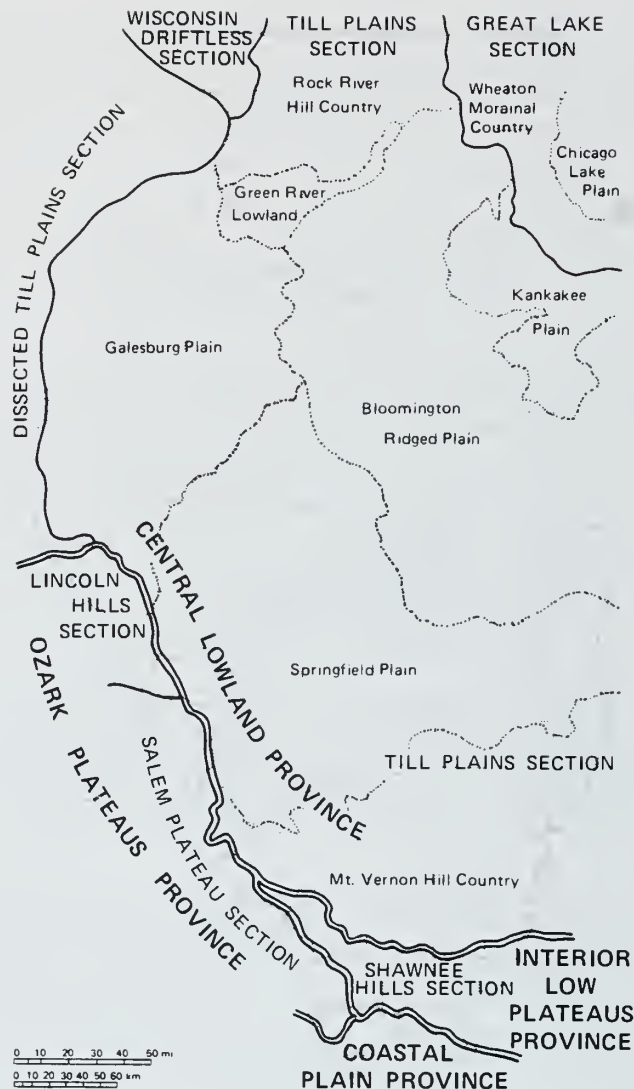 WISCONSIN
DRIFTLESS
SECTION
TILL PLAINS
SECTION
GREAT LAKE
SECTION
Rock River
Hill Country
Wheaton
Morainal
Country
Chicago
Lake
Plain
Green River
Lowland
DISSECTED TILL PLAINS SECTION
Kankakee
Plain
Galesburg Plain
Bloomington
Ridged Plain
CENTRAL LOWLAND PROVINCE
LINCOLN
HILLS
SECTION
OZARK PLATEAUS PROVINCE
SALEM PLATEAU SECTION
Springfield Plain
TILL PLAINS SECTION
Mt. Vernon Hill Country
SHAWNEE
HILLS SECTION
INTERIOR
LOW
PLATEAUS
PROVINCE
COASTAL
PLAIN PROVINCE
0 10 20 30 40 50 mi
0 10 20 30 40 50 60 km